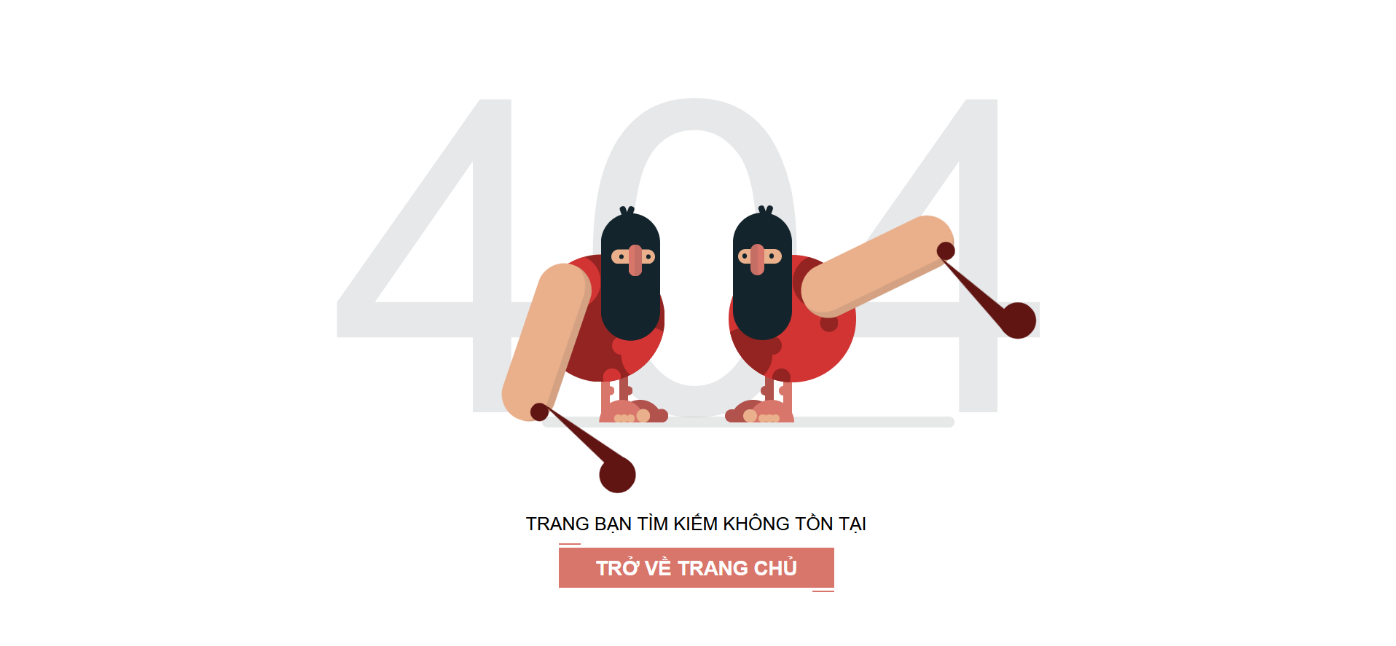 404
TRANG BẠN TÌM KIẾM KHÔNG TỒN TẠI
TRỞ VỀ TRANG CHỦ